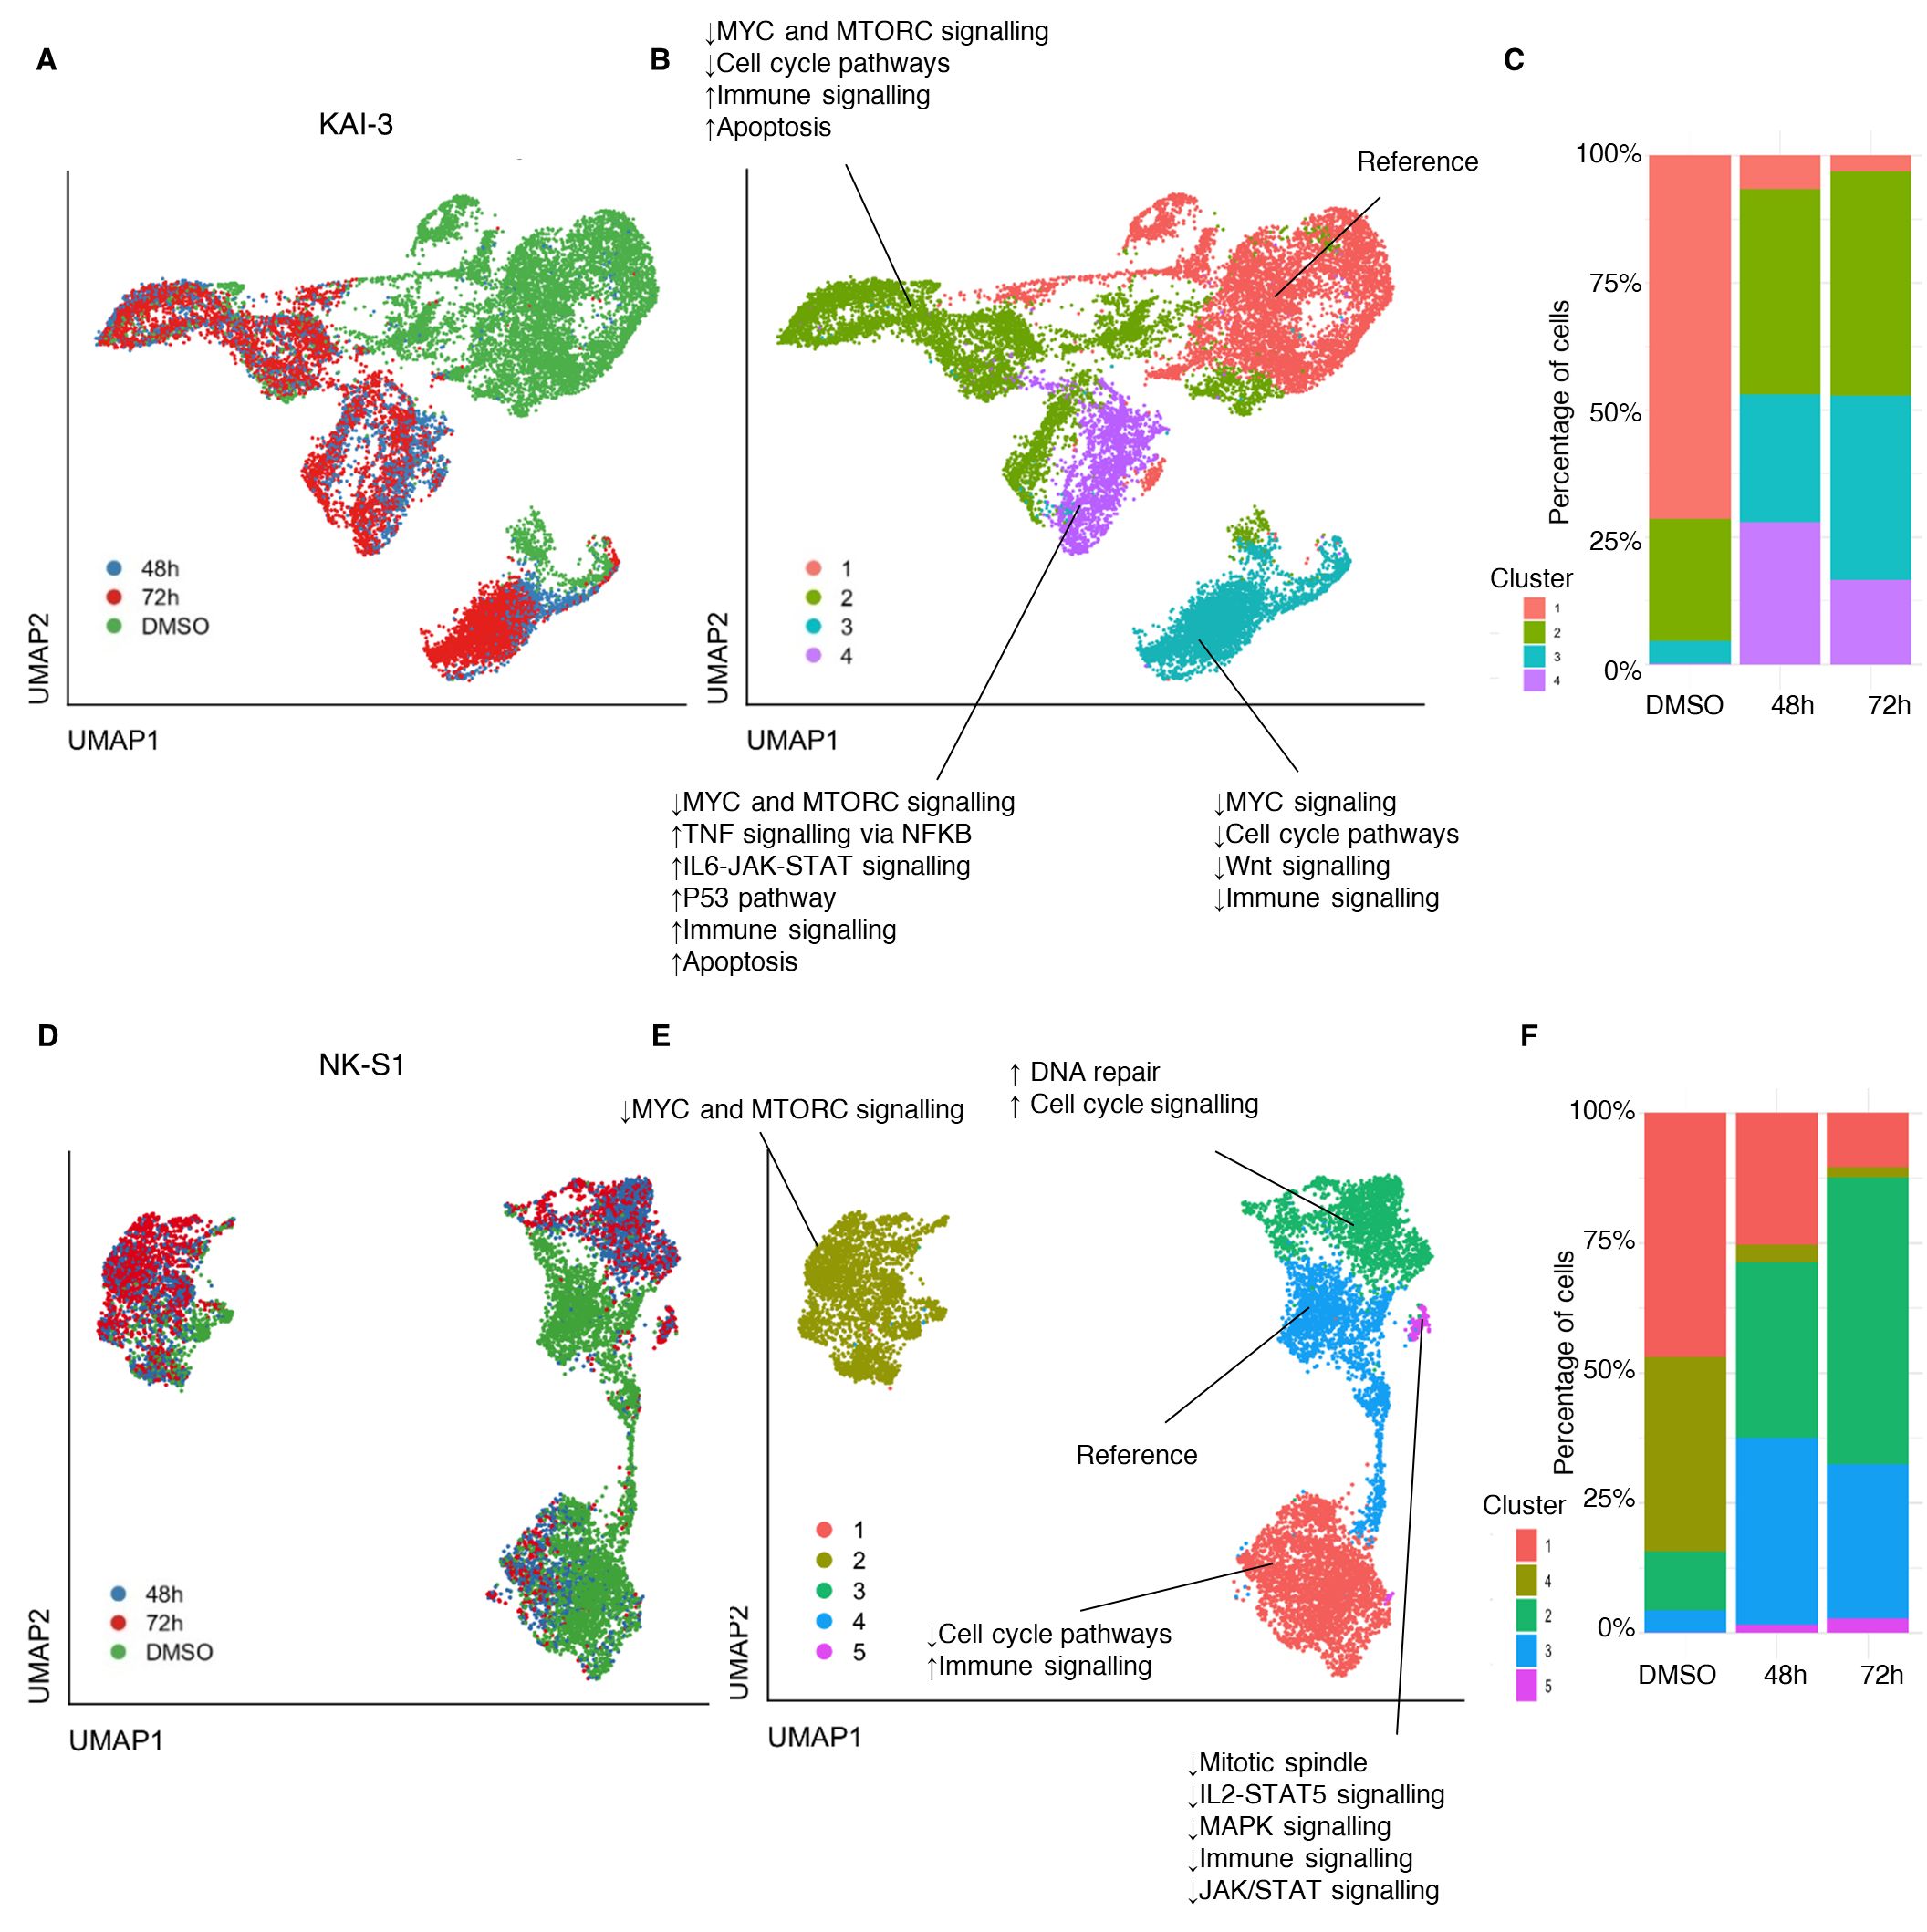 A
B
C
↓MYC and MTORC signalling
↓Cell cycle pathways
↑Immune signalling
↑Apoptosis
KAI-3
Reference
48h
72h
DMSO
UMAP2
UMAP1
1
2
3
4
UMAP2
UMAP1
100%
75%
50%
25%
0%
Percentage of cells
Cluster
1
2
3
4
DMSO
48h
72h
↓MYC and MTORC signalling
↑TNF signalling via NFKB
↑IL6-JAK-STAT signalling
↑P53 pathway
↑Immune signalling
↑Apoptosis
↓MYC signaling
↓Cell cycle pathways
↓Wnt signalling
↓Immune signalling
D
E
F
NK-S1
↓MYC and MTORC signalling
↑ DNA repair
↑ Cell cycle signalling
Reference
48h
72h
DMSO
UMAP2
UMAP1
1
2
3
4
5
↓Cell cycle pathways
↑Immune signalling
UMAP2
UMAP1
↓Mitotic spindle
↓IL2-STAT5 signalling
↓MAPK signalling
↓Immune signalling
↓JAK/STAT signalling
100%
75%
50%
25%
0%
Percentage of cells
Cluster
1
4
2
3
5
DMSO
48h
72h